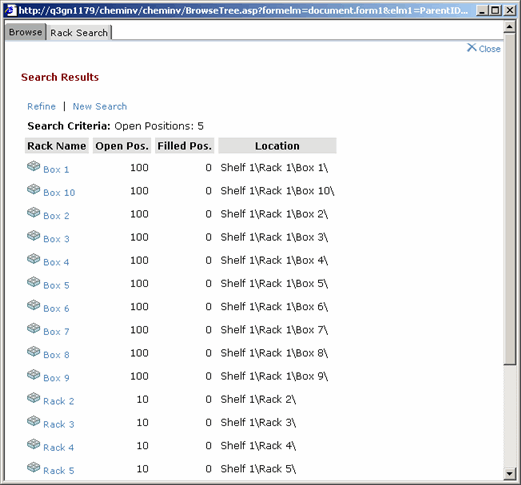 http://q3gn1179/cheminv/cheminv/BrowseTree.asp?formelm=document.form1&elm1=ParentID...
Browse Rack Search
Close
Search Results
Refine | New Search
Search Criteria: Open Positions: 5
Rack Name Open Pos. Filled Pos. Location
Box 1 100 0 Shelf 1\Rack 1\Box 1\
Box 10 100 0 Shelf 1\Rack 1\Box 10\
Box 2 100 0 Shelf 1\Rack 1\Box 2\
Box 3 100 0 Shelf 1\Rack 1\Box 3\
Box 4 100 0 Shelf 1\Rack 1\Box 4\
Box 5 100 0 Shelf 1\Rack 1\Box 5\
Box 6 100 0 Shelf 1\Rack 1\Box 6\
Box 7 100 0 Shelf 1\Rack 1\Box 7\
Box 8 100 0 Shelf 1\Rack 1\Box 8\
Box 9 100 0 Shelf 1\Rack 1\Box 9\
Rack 2 10 0 Shelf 1\Rack 2\
Rack 3 10 0 Shelf 1\Rack 3\
Rack 4 10 0 Shelf 1\Rack 4\
Rack 5 10 0 Shelf 1\Rack 5\